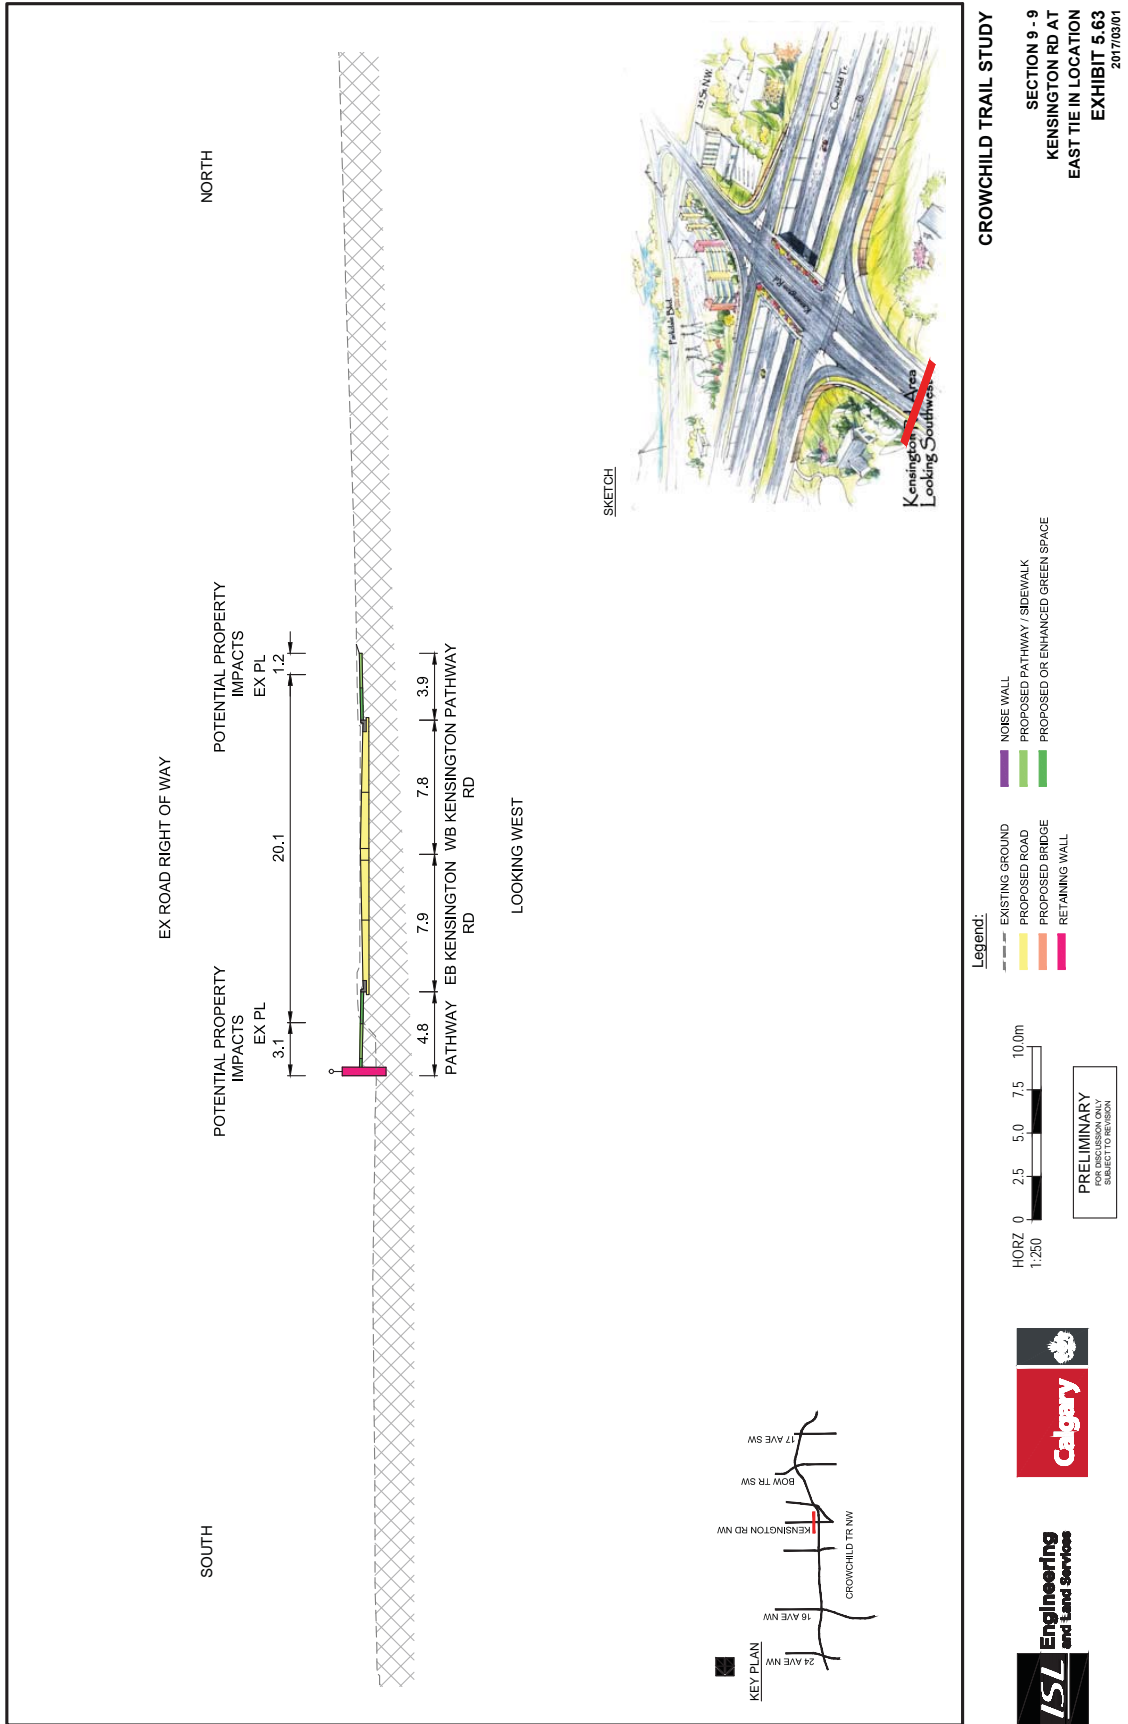 SOUTH
NORTH
EX ROAD RIGHT OF WAY
POTENTIAL PROPERTY
IMPACTS
EX PL
POTENTIAL PROPERTY
IMPACTS
EX PL
3.1
20.1
1.2
4.8
7.9
7.8
3.9
PATHWAY
EB KENSINGTON
RD
WB KENSINGTON
RD
PATHWAY
LOOKING WEST
SKETCH
29 St. N.W.
Crowchild Tr.
Parkdale Blvd
Kensington Rd.
Kensington Rd. Area
Looking Southwest
KEY PLAN
24 AVE NW
16 AVE NW
KENSINGTON RD NW
BOW TR SW
17 AVE SW
CROWCHILD TR NW
ISL Engineering
and Land Services
Calgary
HORZ
1:250
0 2.5 5.0 7.5 10.0m
PRELIMINARY
FOR DISCUSSION ONLY
SUBJECT TO REVISION
Legend:
EXISTING GROUND
PROPOSED ROAD
PROPOSED BRIDGE
RETAINING WALL
NOISE WALL
PROPOSED PATHWAY / SIDEWALK
PROPOSED OR ENHANCED GREEN SPACE
CROWCHILD TRAIL STUDY
SECTION 9 - 9
KENSINGTON RD AT
EAST TIE IN LOCATION
EXHIBIT 5.63
2017/03/01